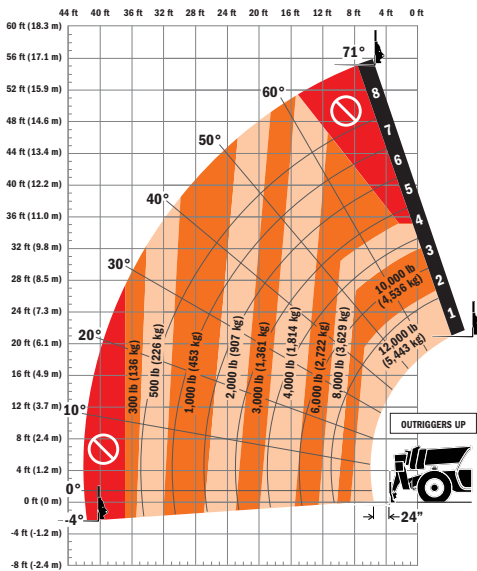 44 ft 40 ft 36 ft 32 ft 28 ft 24 ft 20 ft 16 ft 12 ft 8 ft 4 ft 0 ft
60 ft (18.3 m)
56 ft (17.1 m)
52 ft (15.9 m)
48 ft (14.6 m)
44 ft (13.4 m)
40 ft (12.2 m)
36 ft (11.0 m)
32 ft (9.8 m)
28 ft (8.5 m)
24 ft (7.3 m)
20 ft (6.1 m)
16 ft (4.9 m)
12 ft (3.7 m)
8 ft (2.4 m)
4 ft (1.2 m)
0 ft (0 m)
-4 ft (-1.2 m)
-8 ft (-2.4 m)
71°
60°
50°
40°
30°
20°
10°
0°
-4°
8
7
6
5
4
3
2
1
300 lb (136 kg)
500 lb (226 kg)
1,000 lb (453 kg)
2,000 lb (907 kg)
3,000 lb (1,361 kg)
4,000 lb (1,814 kg)
6,000 lb (2,722 kg)
8,000 lb (3,629 kg)
10,000 lb
(4,536 kg)
12,000 lb
(5,443 kg)
OUTRIGGERS UP
24"